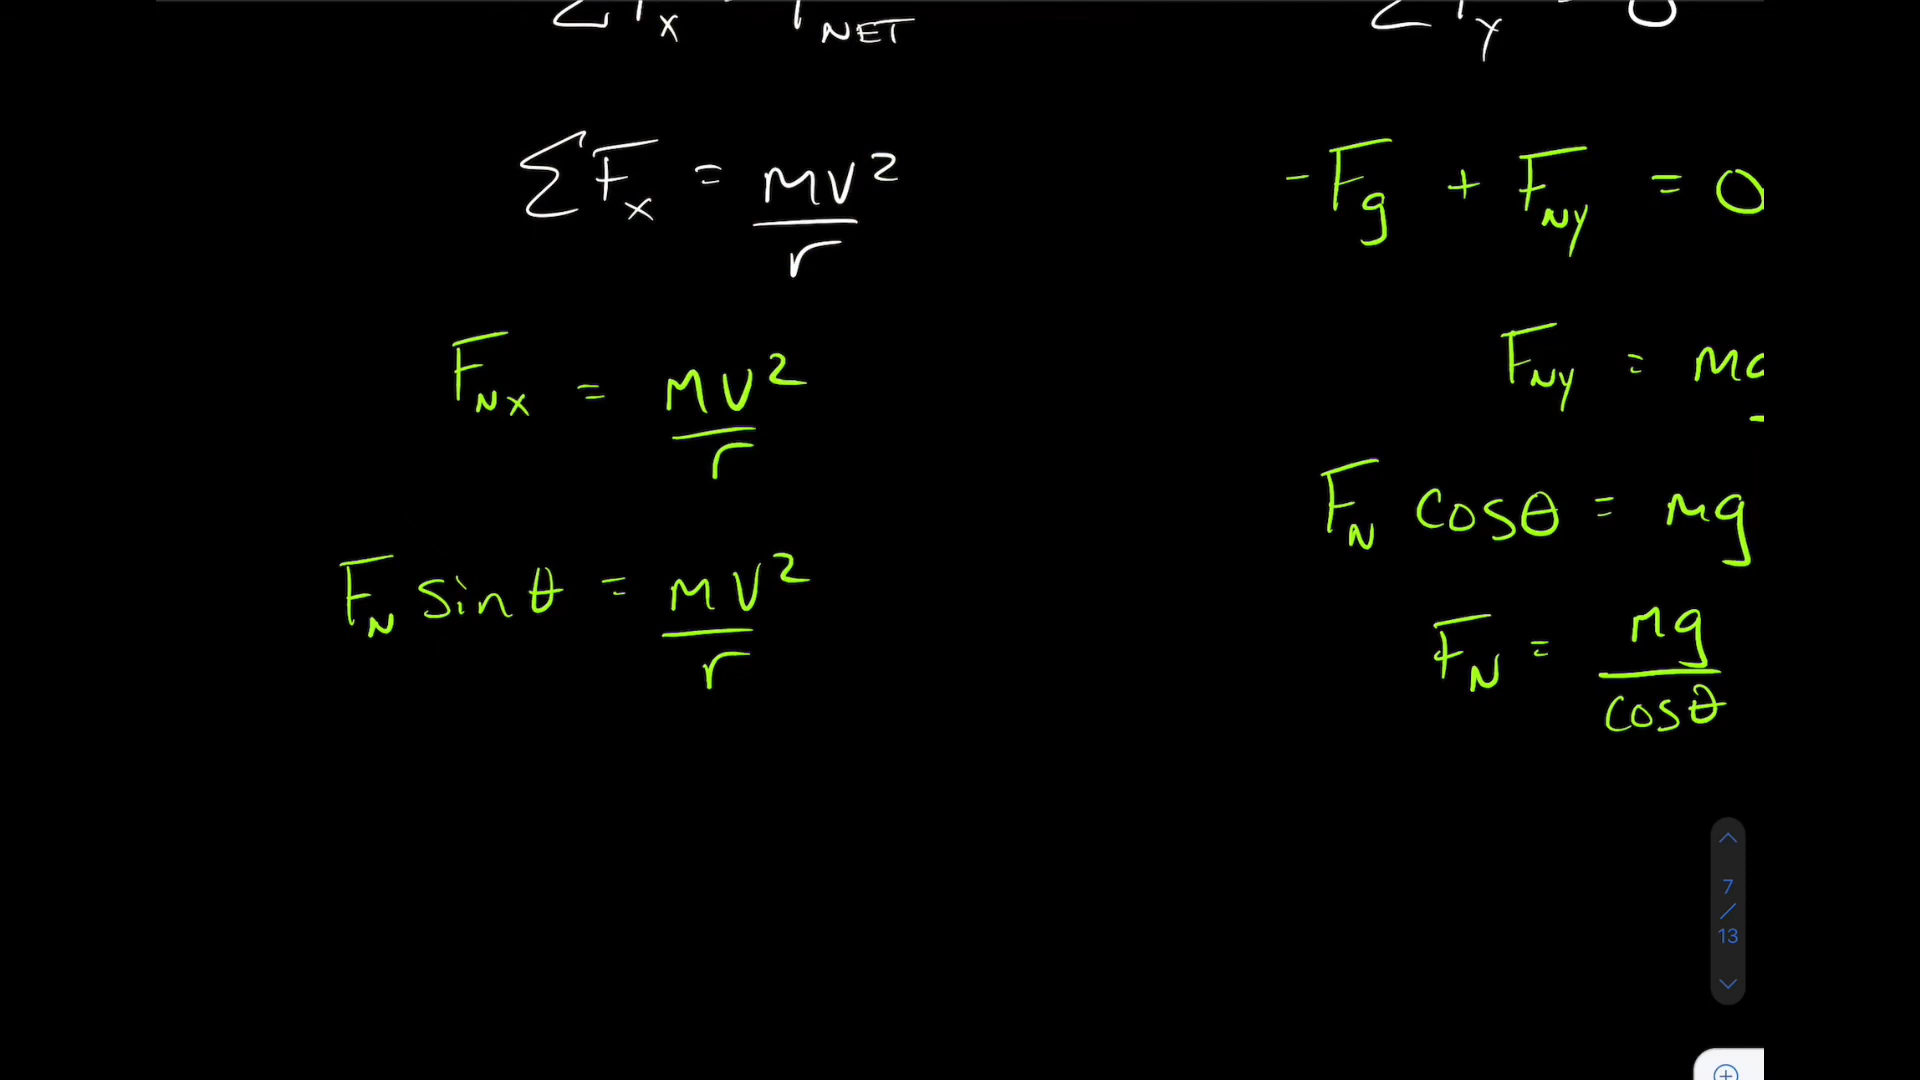 ΣFx = FNET
ΣFy = 0
ΣFx = mv²/r
FNx = mv²/r
FN sinθ = mv²/r
-Fg + FNy = 0
FNy = mg
FN cosθ = mg
FN = mg/cosθ
7
/
13